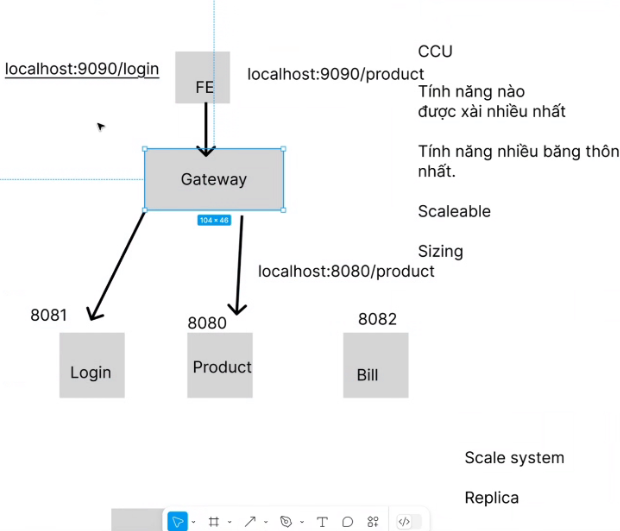 CCU
localhost:9090/login
FE
localhost:9090/product
Tính năng nào
được xài nhiều nhất
Tính năng nhiều băng thôn
nhất.
Gateway
Scaleable
104 × 46
Sizing
localhost:8080/product
8081
8080
8082
Login
Product
Bill
Scale system
Replica